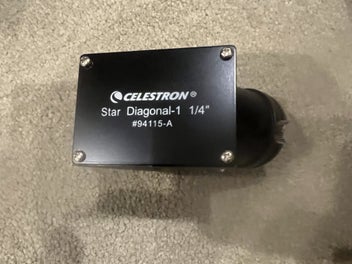 CELESTRON®
Star Diagonal-1 1/4"
#94115-A